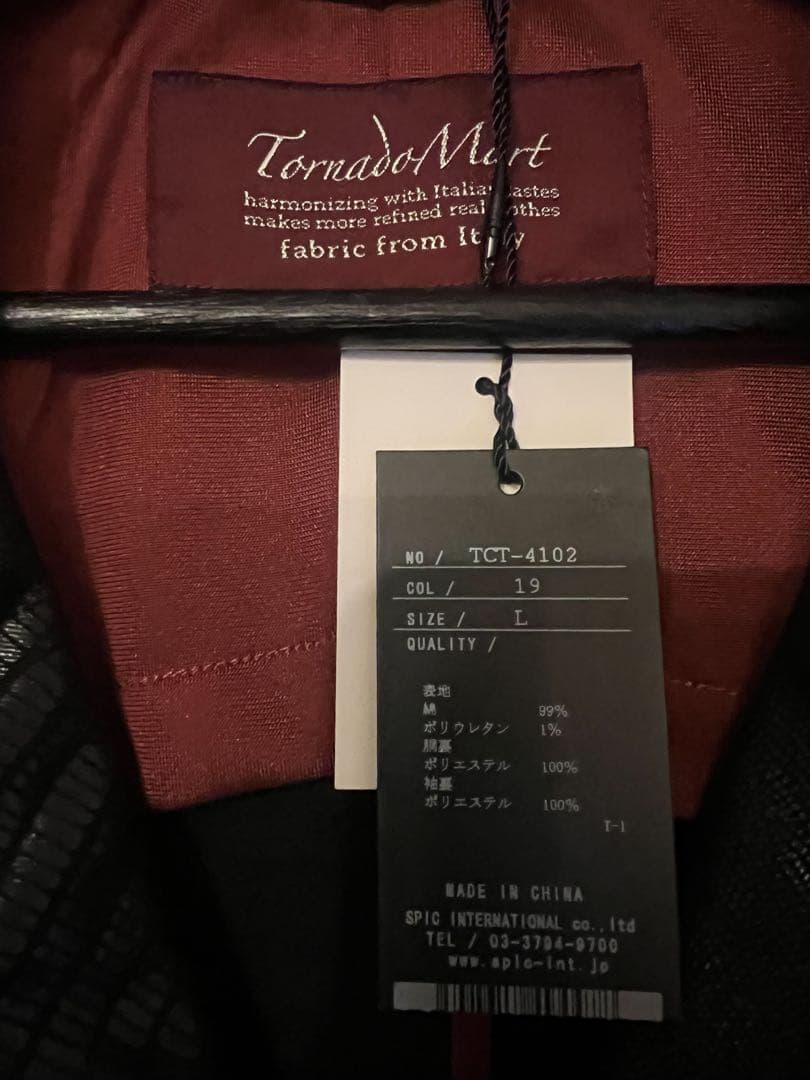 TornadoMart
harmonizing with Italian tastes
makes more refined real clothes
fabric from Italy
NO / TCT-4102
COL / 19
SIZE / L
QUALITY /
表地
綿 99%
ポリウレタン 1%
胴裏
ポリエステル 100%
袖裏
ポリエステル 100%
T-1
MADE IN CHINA
SPIC INTERNATIONAL co.,ltd
TEL / 03-3794-9700
www.spic-int.jp